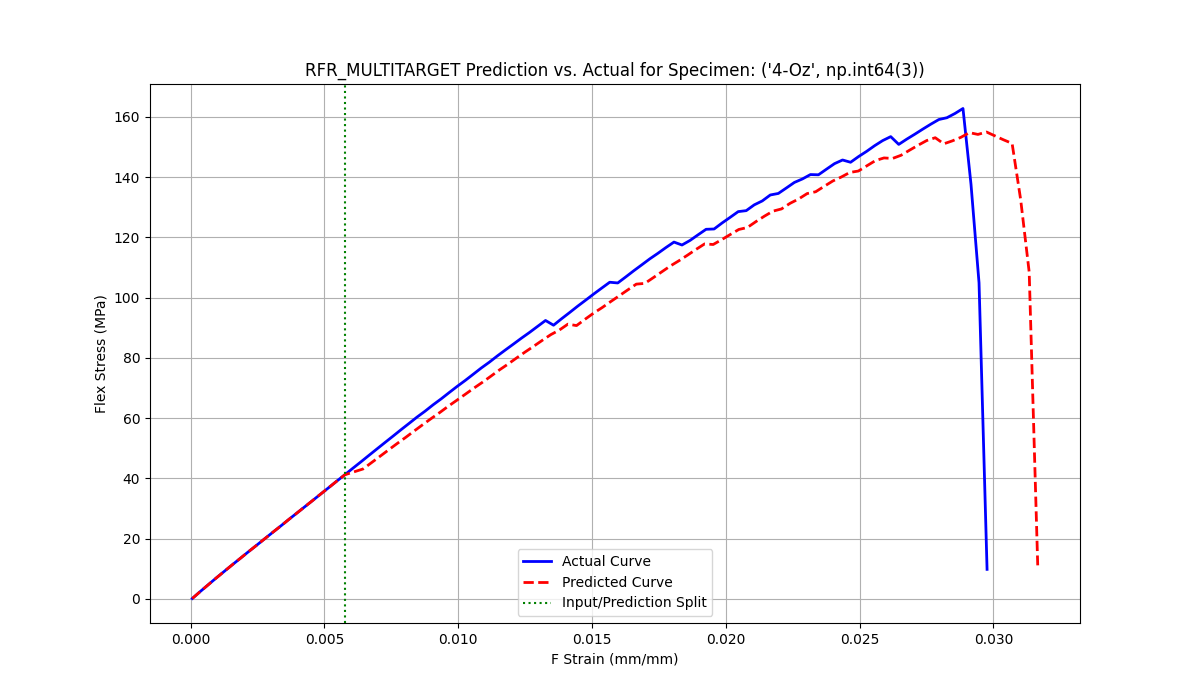 RFR_MULTITARGET Prediction vs. Actual for Specimen: ('4-Oz', np.int64(3))
160
140
120
100
80
60
40
20
0
Flex Stress (MPa)
Actual Curve
Predicted Curve
Input/Prediction Split
0.000 0.005 0.010 0.015 0.020 0.025 0.030
F Strain (mm/mm)